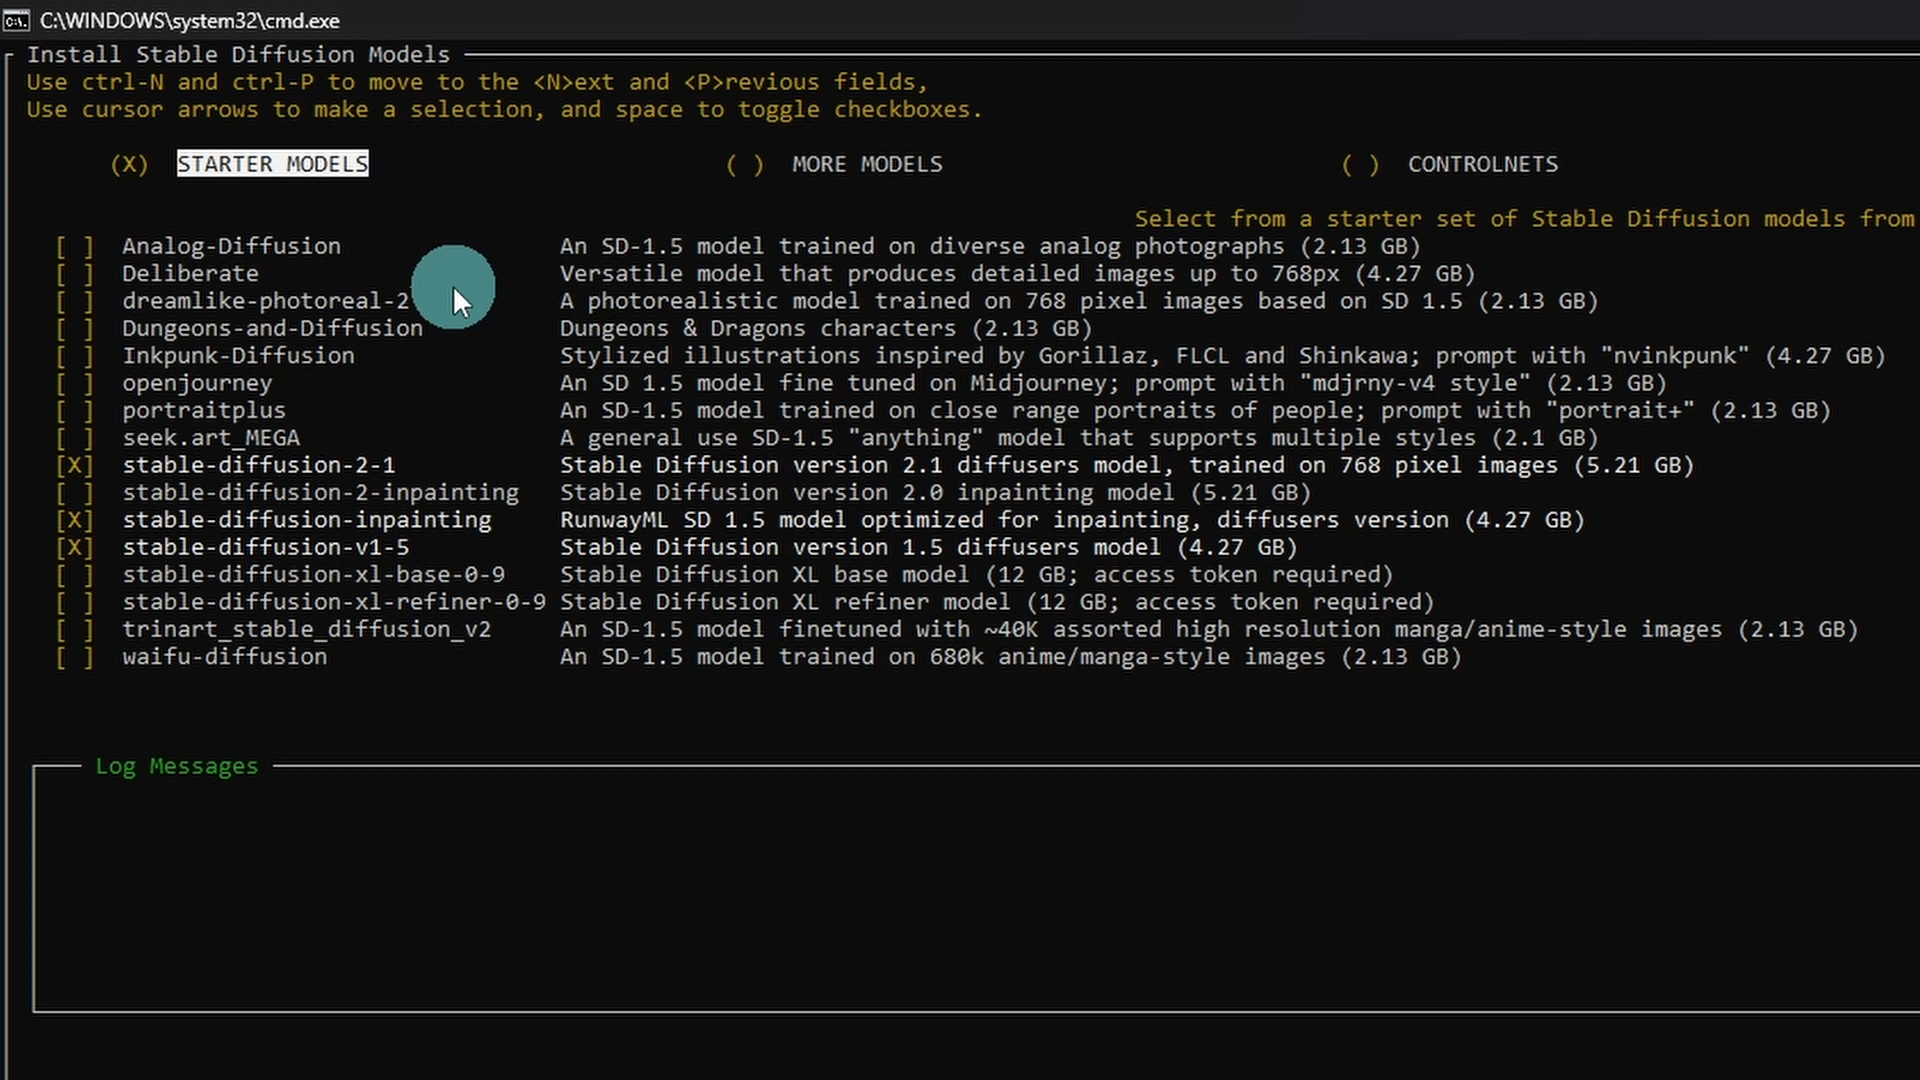 C:\WINDOWS\system32\cmd.exe
Install Stable Diffusion Models
Use ctrl-N and ctrl-P to move to the <N>ext and <P>revious fields,
Use cursor arrows to make a selection, and space to toggle checkboxes.
(X) STARTER MODELS ( ) MORE MODELS ( ) CONTROLNETS
Select from a starter set of Stable Diffusion models from
[ ] Analog-Diffusion An SD-1.5 model trained on diverse analog photographs (2.13 GB)
[ ] Deliberate Versatile model that produces detailed images up to 768px (4.27 GB)
[ ] dreamlike-photoreal-2 A photorealistic model trained on 768 pixel images based on SD 1.5 (2.13 GB)
[ ] Dungeons-and-Diffusion Dungeons & Dragons characters (2.13 GB)
[ ] Inkpunk-Diffusion Stylized illustrations inspired by Gorillaz, FLCL and Shinkawa; prompt with "nvinkpunk" (4.27 GB)
[ ] openjourney An SD 1.5 model fine tuned on Midjourney; prompt with "mdjrny-v4 style" (2.13 GB)
[ ] portraitplus An SD-1.5 model trained on close range portraits of people; prompt with "portrait+" (2.13 GB)
[ ] seek.art_MEGA A general use SD-1.5 "anything" model that supports multiple styles (2.1 GB)
[X] stable-diffusion-2-1 Stable Diffusion version 2.1 diffusers model, trained on 768 pixel images (5.21 GB)
[ ] stable-diffusion-2-inpainting Stable Diffusion version 2.0 inpainting model (5.21 GB)
[X] stable-diffusion-inpainting RunwayML SD 1.5 model optimized for inpainting, diffusers version (4.27 GB)
[X] stable-diffusion-v1-5 Stable Diffusion version 1.5 diffusers model (4.27 GB)
[ ] stable-diffusion-xl-base-0-9 Stable Diffusion XL base model (12 GB; access token required)
[ ] stable-diffusion-xl-refiner-0-9 Stable Diffusion XL refiner model (12 GB; access token required)
[ ] trinart_stable_diffusion_v2 An SD-1.5 model finetuned with ~40K assorted high resolution manga/anime-style images (2.13 GB)
[ ] waifu-diffusion An SD-1.5 model trained on 680k anime/manga-style images (2.13 GB)
Log Messages